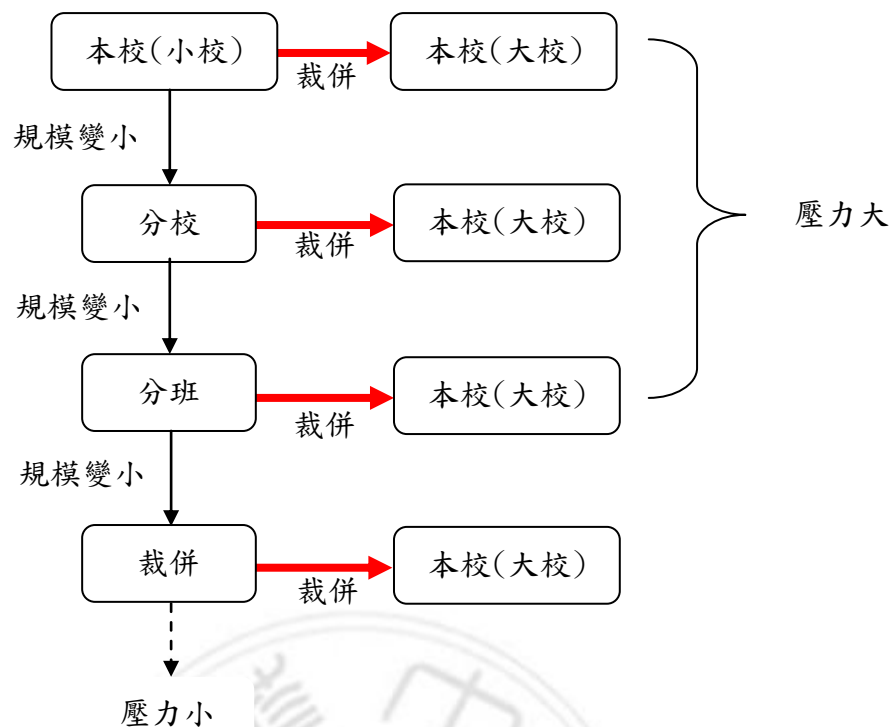 本校(小校)
裁併
本校(大校)
規模變小
分校
裁併
本校(大校)
壓力大
規模變小
分班
裁併
本校(大校)
規模變小
裁併
裁併
本校(大校)
壓力小